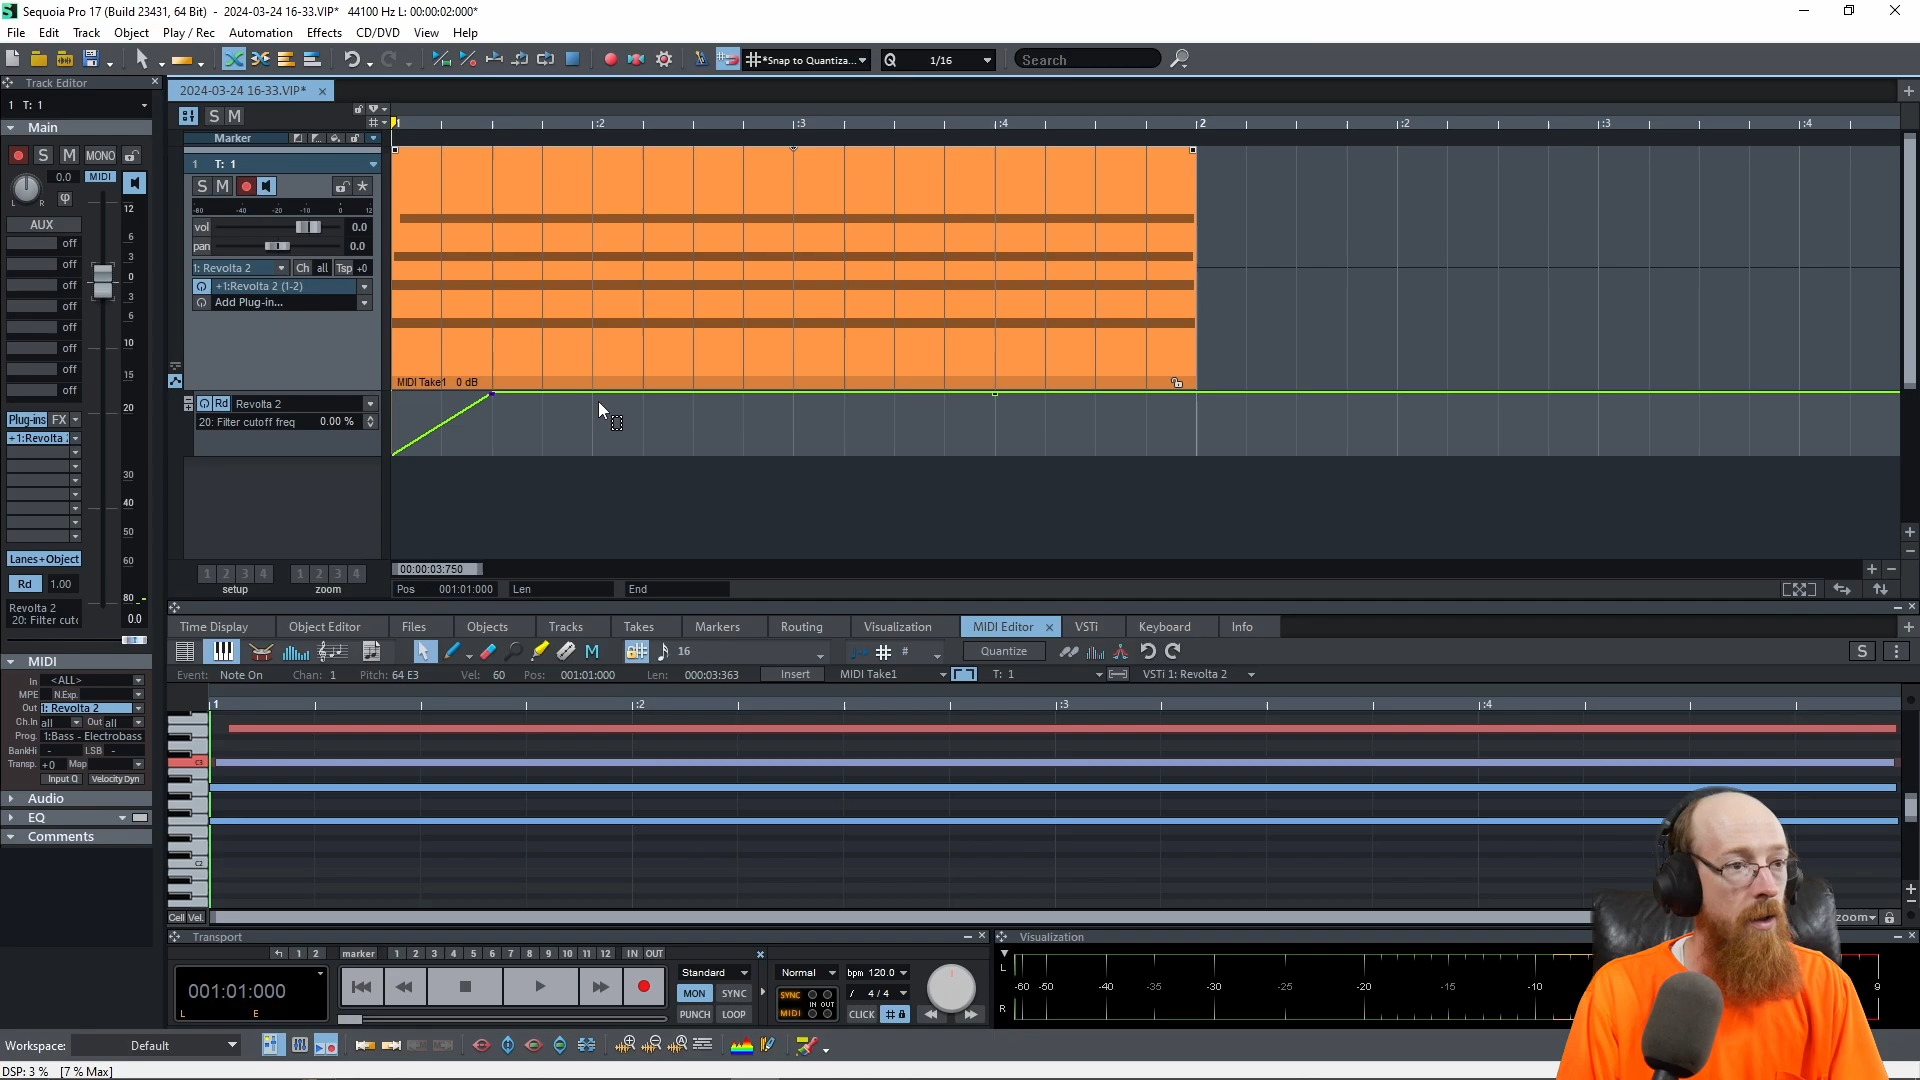 Sequoia Pro 17 (Build 23431, 64 Bit) - 2024-03-24 16-33.VIP* 44100 Hz L: 00:00:02:000*
File Edit Track Object Play / Rec Automation Effects CD/DVD View Help
*Snap to Quantiza... Q 1/16 Search
Track Editor
2024-03-24 16-33.VIP*
1 T: 1
S M
1 :2 :3 :4 2 :2 :3 :4
Main
Marker
S M MONO
1 T: 1
0.0 MIDI
L R
S M
12
-80 -40 -20 -10 0 12
AUX
vol 0.0
off
6
pan 0.0
off
3
1: Revolta 2 Ch all Tsp +0
off
0
+1:Revolta 2 (1-2)
off
3
Add Plug-in...
off
6
off
10
off
15
off
MIDI Take1 0 dB
20
Rd Revolta 2
Plug-ins FX
20: Filter cutoff freq 0.00 %
+1:Revolta
30
40
50
Lanes+Object
60
Rd 1.00
80
Revolta 2
20: Filter cuto
0.0
1 2 3 4 1 2 3 4
setup zoom
00:00:03:750
Pos 001:01:000 Len End
Time Display Object Editor Files Objects Tracks Takes Markers Routing Visualization MIDI Editor VSTi Keyboard Info
M 16 # Quantize S
Event: Note On Chan: 1 Pitch: 64 E3 Vel: 60 Pos: 001:01:000 Len: 000:03:363 Insert MIDI Take1 T: 1 VSTi 1: Revolta 2
1 :2 :3 :4
C3
C2
Cell Vel. zoom
MIDI
In <ALL>
MPE N.Exp.
Out 1: Revolta 2
Ch.In all Out all
Prog. 1:Bass - Electrobass
BankHi - LSB -
Transp. +0 Map
Input Q Velocity Dyn
Audio
EQ
Comments
Transport
1 2 marker 1 2 3 4 5 6 7 8 9 10 11 12 IN OUT
001:01:000
L E
Standard
MON SYNC
PUNCH LOOP
Normal bpm 120.0
SYNC IN OUT MIDI
/ 4/4
CLICK
Visualization
L
-60 -50 -40 -35 -30 -25 -20 -15 -10 9
R
Workspace: Default
DSP: 3 % [7 % Max]